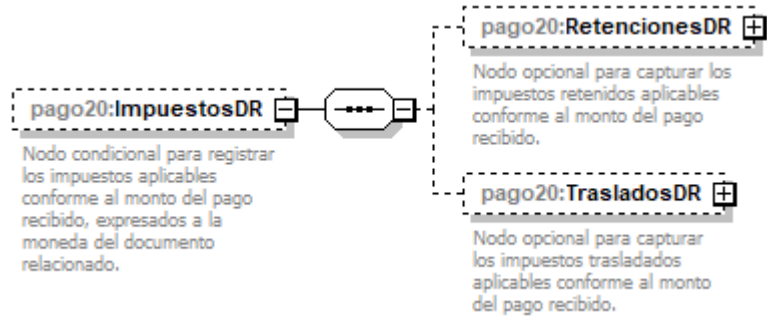 pago20:RetencionesDR
Nodo opcional para capturar los
impuestos retenidos aplicables
conforme al monto del pago
recibido.
pago20:ImpuestosDR
Nodo condicional para registrar
los impuestos aplicables
conforme al monto del pago
recibido, expresados a la
moneda del documento
relacionado.
pago20:TrasladosDR
Nodo opcional para capturar
los impuestos trasladados
aplicables conforme al monto
del pago recibido.